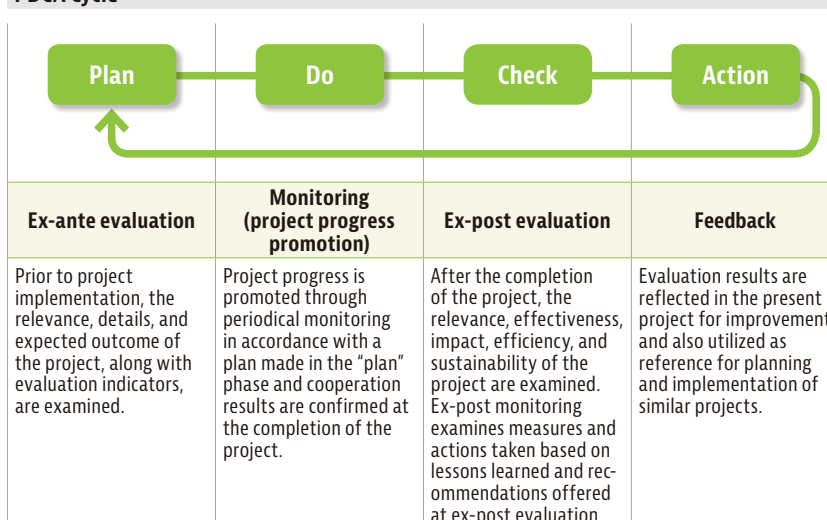 PDCA Cycle
Plan
Do
Check
Action
Ex-ante evaluation
Monitoring
(project progress
promotion)
Ex-post evaluation
Feedback
Prior to project
implementation, the
relevance, details, and
expected outcome of
the project, along with
evaluation indicators,
are examined.
Project progress is
promoted through
periodical monitoring
in accordance with a
plan made in the “plan”
phase and cooperation
results are confirmed at
the completion of the
project.
After the completion
of the project, the
relevance, effectiveness,
impact, efficiency, and
sustainability of the
project are examined.
Ex-post monitoring
examines measures and
actions taken based on
lessons learned and rec-
ommendations offered
at ex-post evaluation
Evaluation results are
reflected in the present
project for improvement
and also utilized as
reference for planning
and implementation of
similar projects.